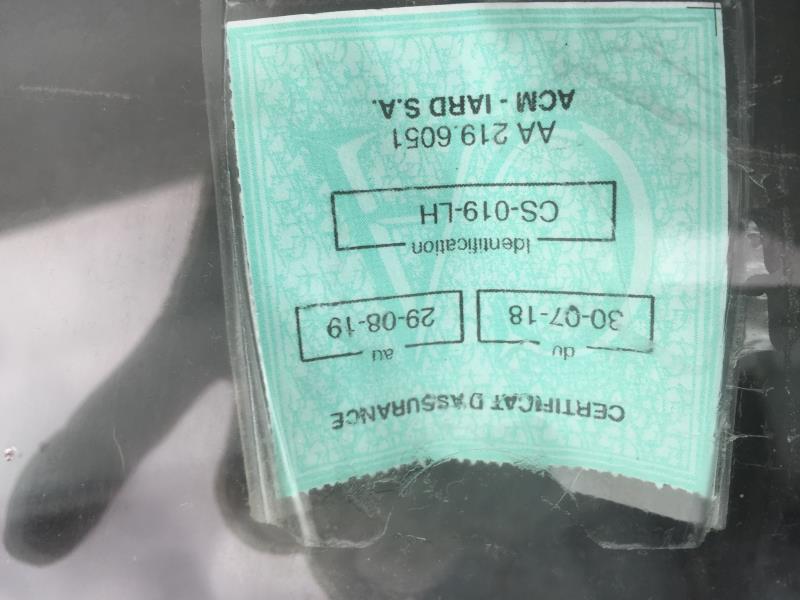 CERTIFICAT D'ASSURANCE
du au
30-07-18 29-08-19
Identification
CS-019-LH
AA 219.6051
ACM - IARD S.A.